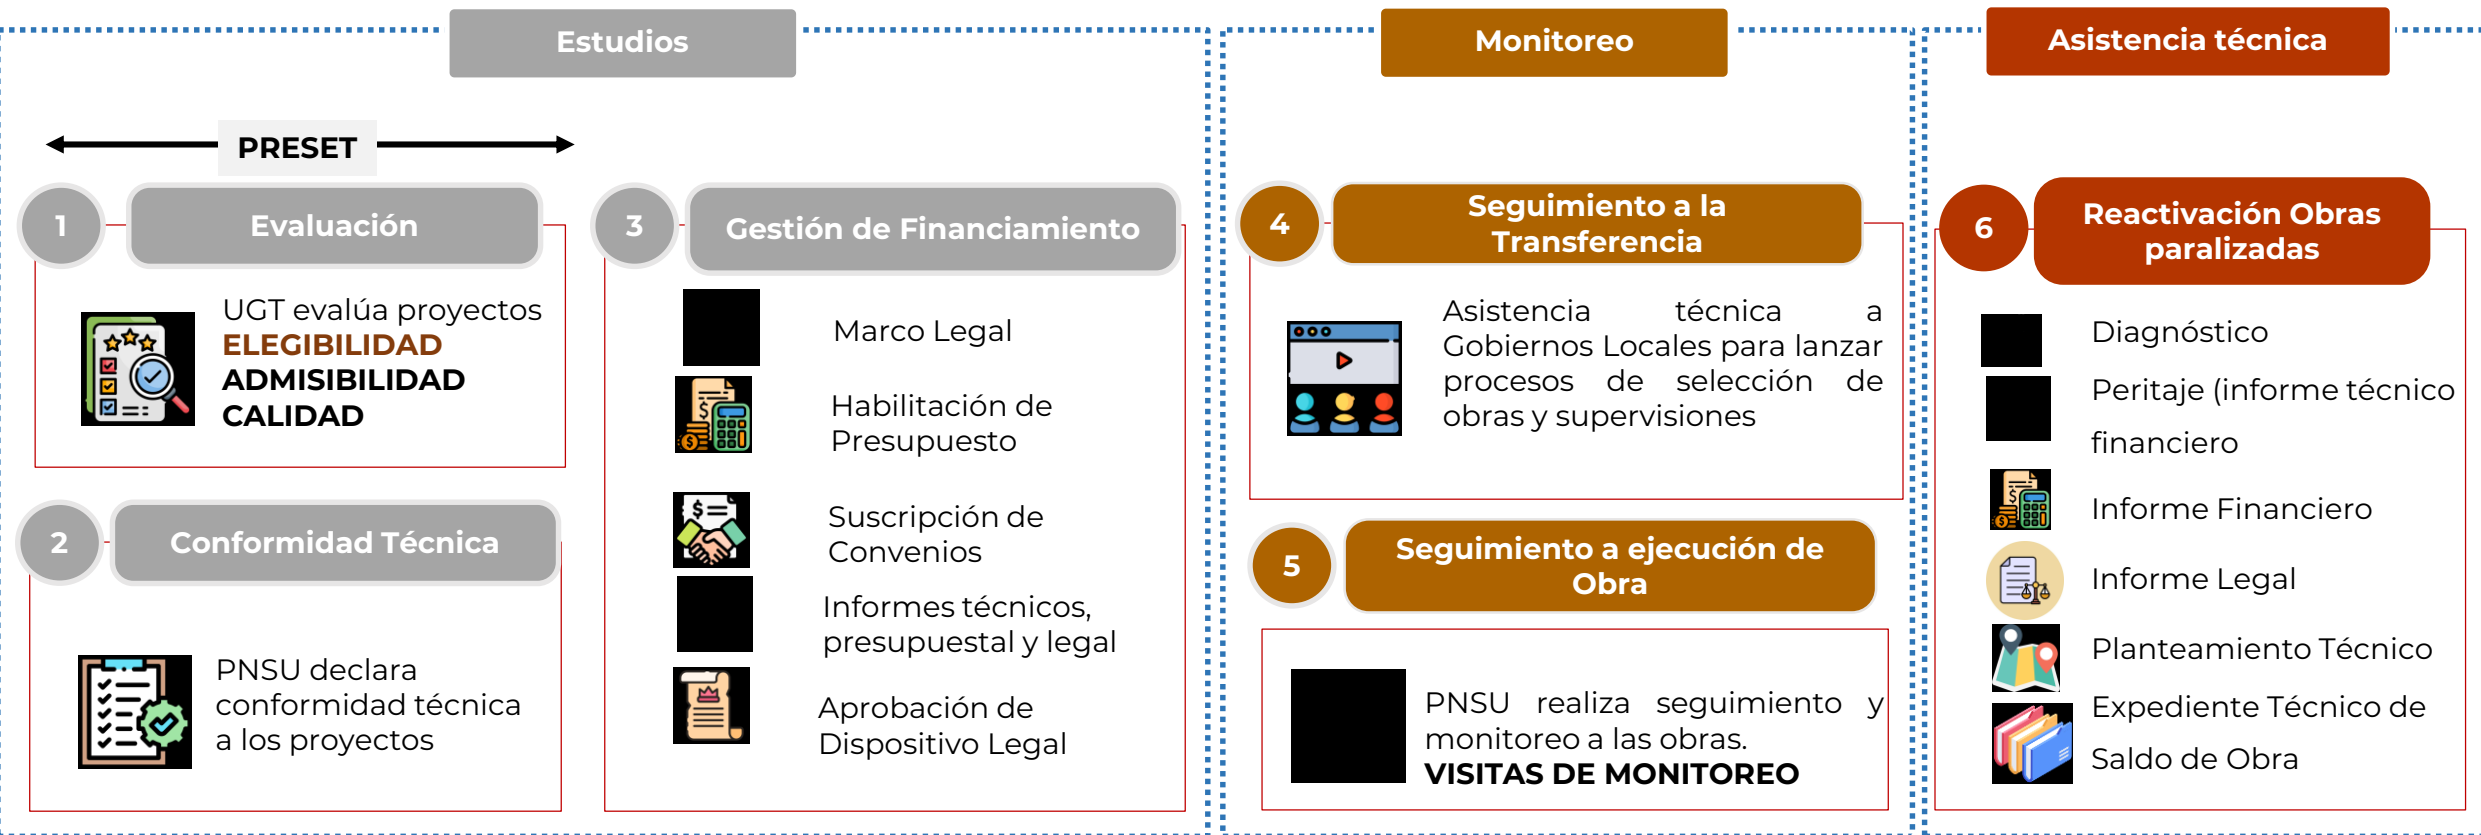 Estudios
PRESET
1
Evaluación
UGT evalúa proyectos
ELEGIBILIDAD
ADMISIBILIDAD
CALIDAD
2
Conformidad Técnica
PNSU declara
conformidad técnica
a los proyectos
3
Gestión de Financiamiento
Marco Legal
Habilitación de
Presupuesto
Suscripción de
Convenios
Informes técnicos,
presupuestal y legal
Aprobación de
Dispositivo Legal
Monitoreo
4
Seguimiento a la
Transferencia
Asistencia técnica a
Gobiernos Locales para lanzar
procesos de selección de
obras y supervisiones
5
Seguimiento a ejecución de
Obra
PNSU realiza seguimiento y
monitoreo a las obras.
VISITAS DE MONITOREO
Asistencia técnica
6
Reactivación Obras
paralizadas
Diagnóstico
Peritaje (informe técnico
financiero
Informe Financiero
Informe Legal
Planteamiento Técnico
Expediente Técnico de
Saldo de Obra